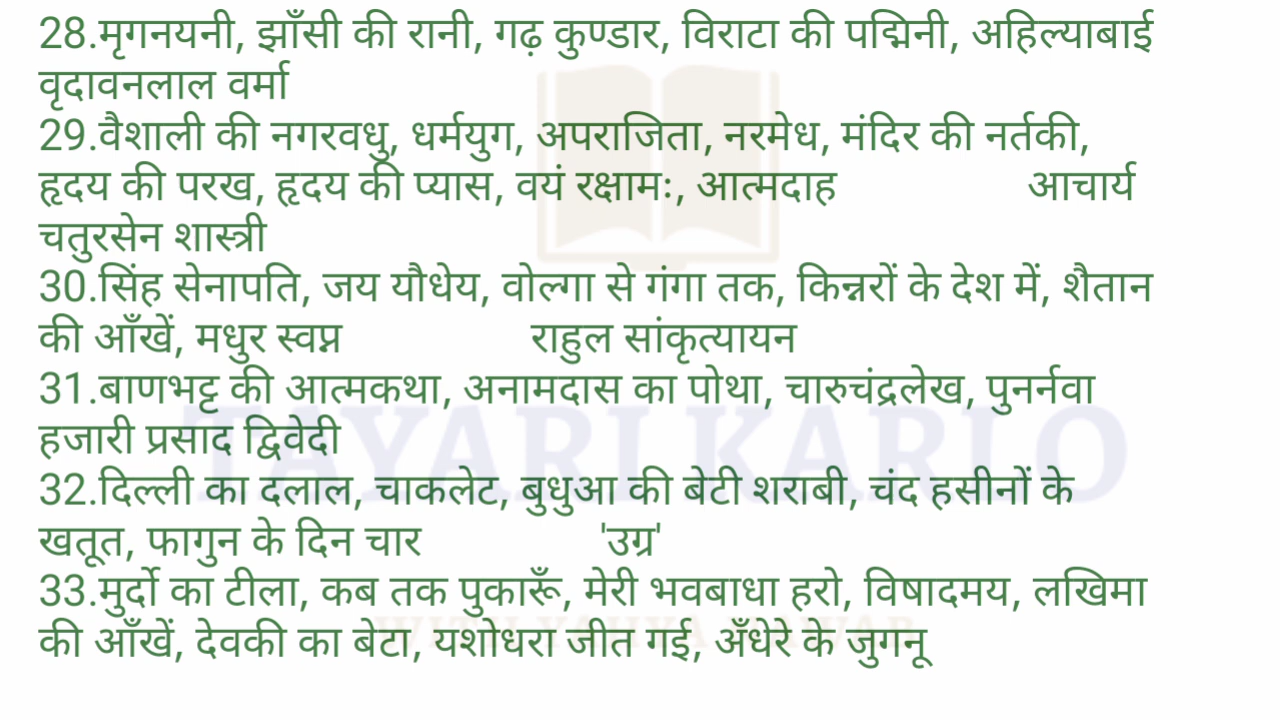 28.मृगनयनी, झाँसी की रानी, गढ़ कुण्डार, विराटा की पद्मिनी, अहिल्याबाई
वृदावनलाल वर्मा
29.वैशाली की नगरवधु, धर्मयुग, अपराजिता, नरमेध, मंदिर की नर्तकी,
हृदय की परख, हृदय की प्यास, वयं रक्षामः, आत्मदाह आचार्य
चतुरसेन शास्त्री
30.सिंह सेनापति, जय यौधेय, वोल्गा से गंगा तक, किन्नरों के देश में, शैतान
की आँखें, मधुर स्वप्न राहुल सांकृत्यायन
31.बाणभट्ट की आत्मकथा, अनामदास का पोथा, चारुचंद्रलेख, पुनर्नवा
हजारी प्रसाद द्विवेदी
32.दिल्ली का दलाल, चाकलेट, बुधुआ की बेटी शराबी, चंद हसीनों के
खतूत, फागुन के दिन चार 'उग्र'
33.मुर्दो का टीला, कब तक पुकारूँ, मेरी भवबाधा हरो, विषादमय, लखिमा
की आँखें, देवकी का बेटा, यशोधरा जीत गई, अँधेरे के जुगनू
TAYARI KARLO